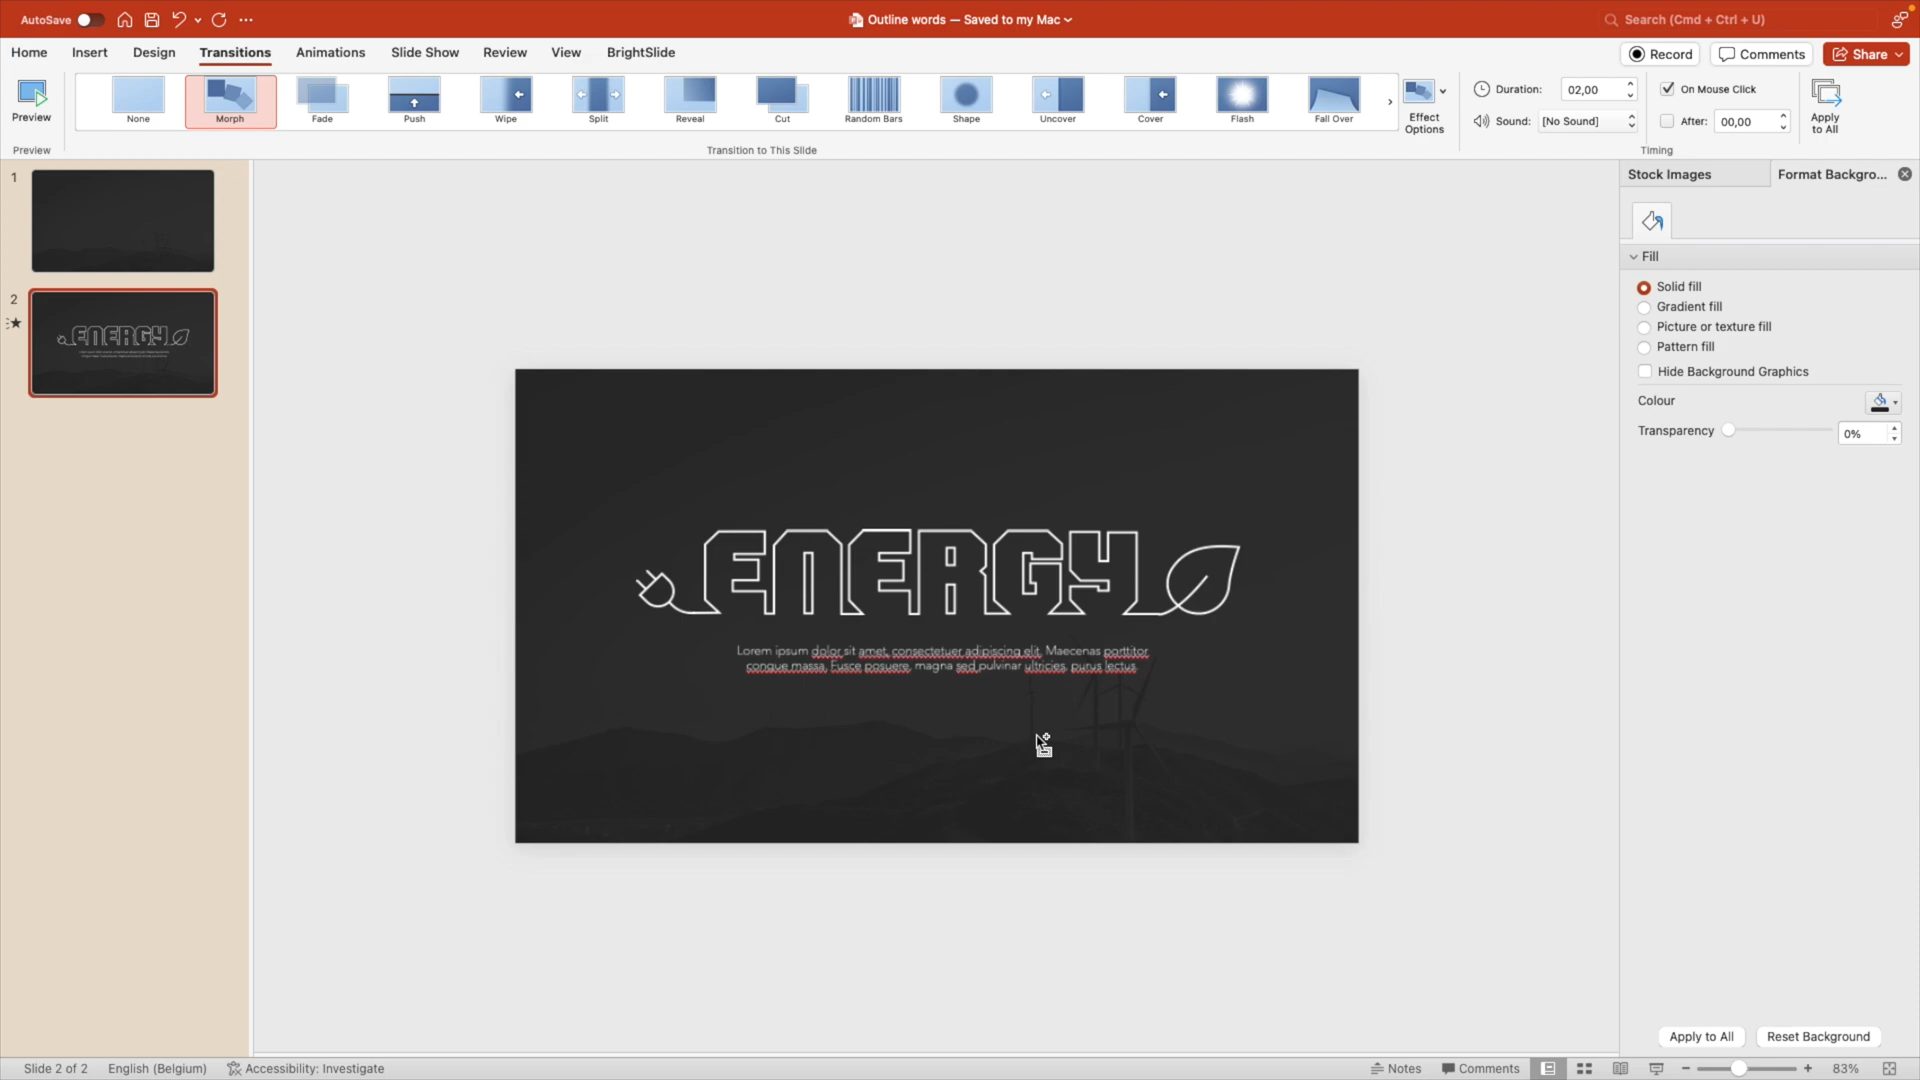 AutoSave
Outline words — Saved to my Mac
Search (Cmd + Ctrl + U)
Home
Insert
Design
Transitions
Animations
Slide Show
Review
View
BrightSlide
Record
Comments
Share
Preview
None
Morph
Fade
Push
Wipe
Split
Reveal
Cut
Random Bars
Shape
Uncover
Cover
Flash
Fall Over
Effect
Options
Duration:
02,00
Sound:
[No Sound]
On Mouse Click
After:
00,00
Apply
to All
Preview
Transition to This Slide
Timing
1
2
ENERGY
ENERGY
Lorem ipsum dolor sit amet, consectetuer adipiscing elit. Maecenas porttitor
congue massa. Fusce posuere, magna sed pulvinar ultricies, purus lectus
Stock Images
Format Backgro...
Fill
Solid fill
Gradient fill
Picture or texture fill
Pattern fill
Hide Background Graphics
Colour
Transparency
0%
Apply to All
Reset Background
Slide 2 of 2
English (Belgium)
Accessibility: Investigate
Notes
Comments
83%